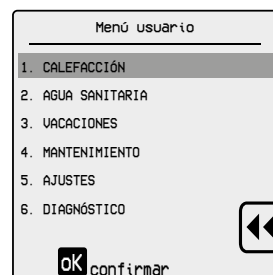 Menú usuario
1. CALEFACCIÓN
2. AGUA SANITARIA
3. VACACIONES
4. MANTENIMIENTO
5. AJUSTES
6. DIAGNÓSTICO
OK confirmar